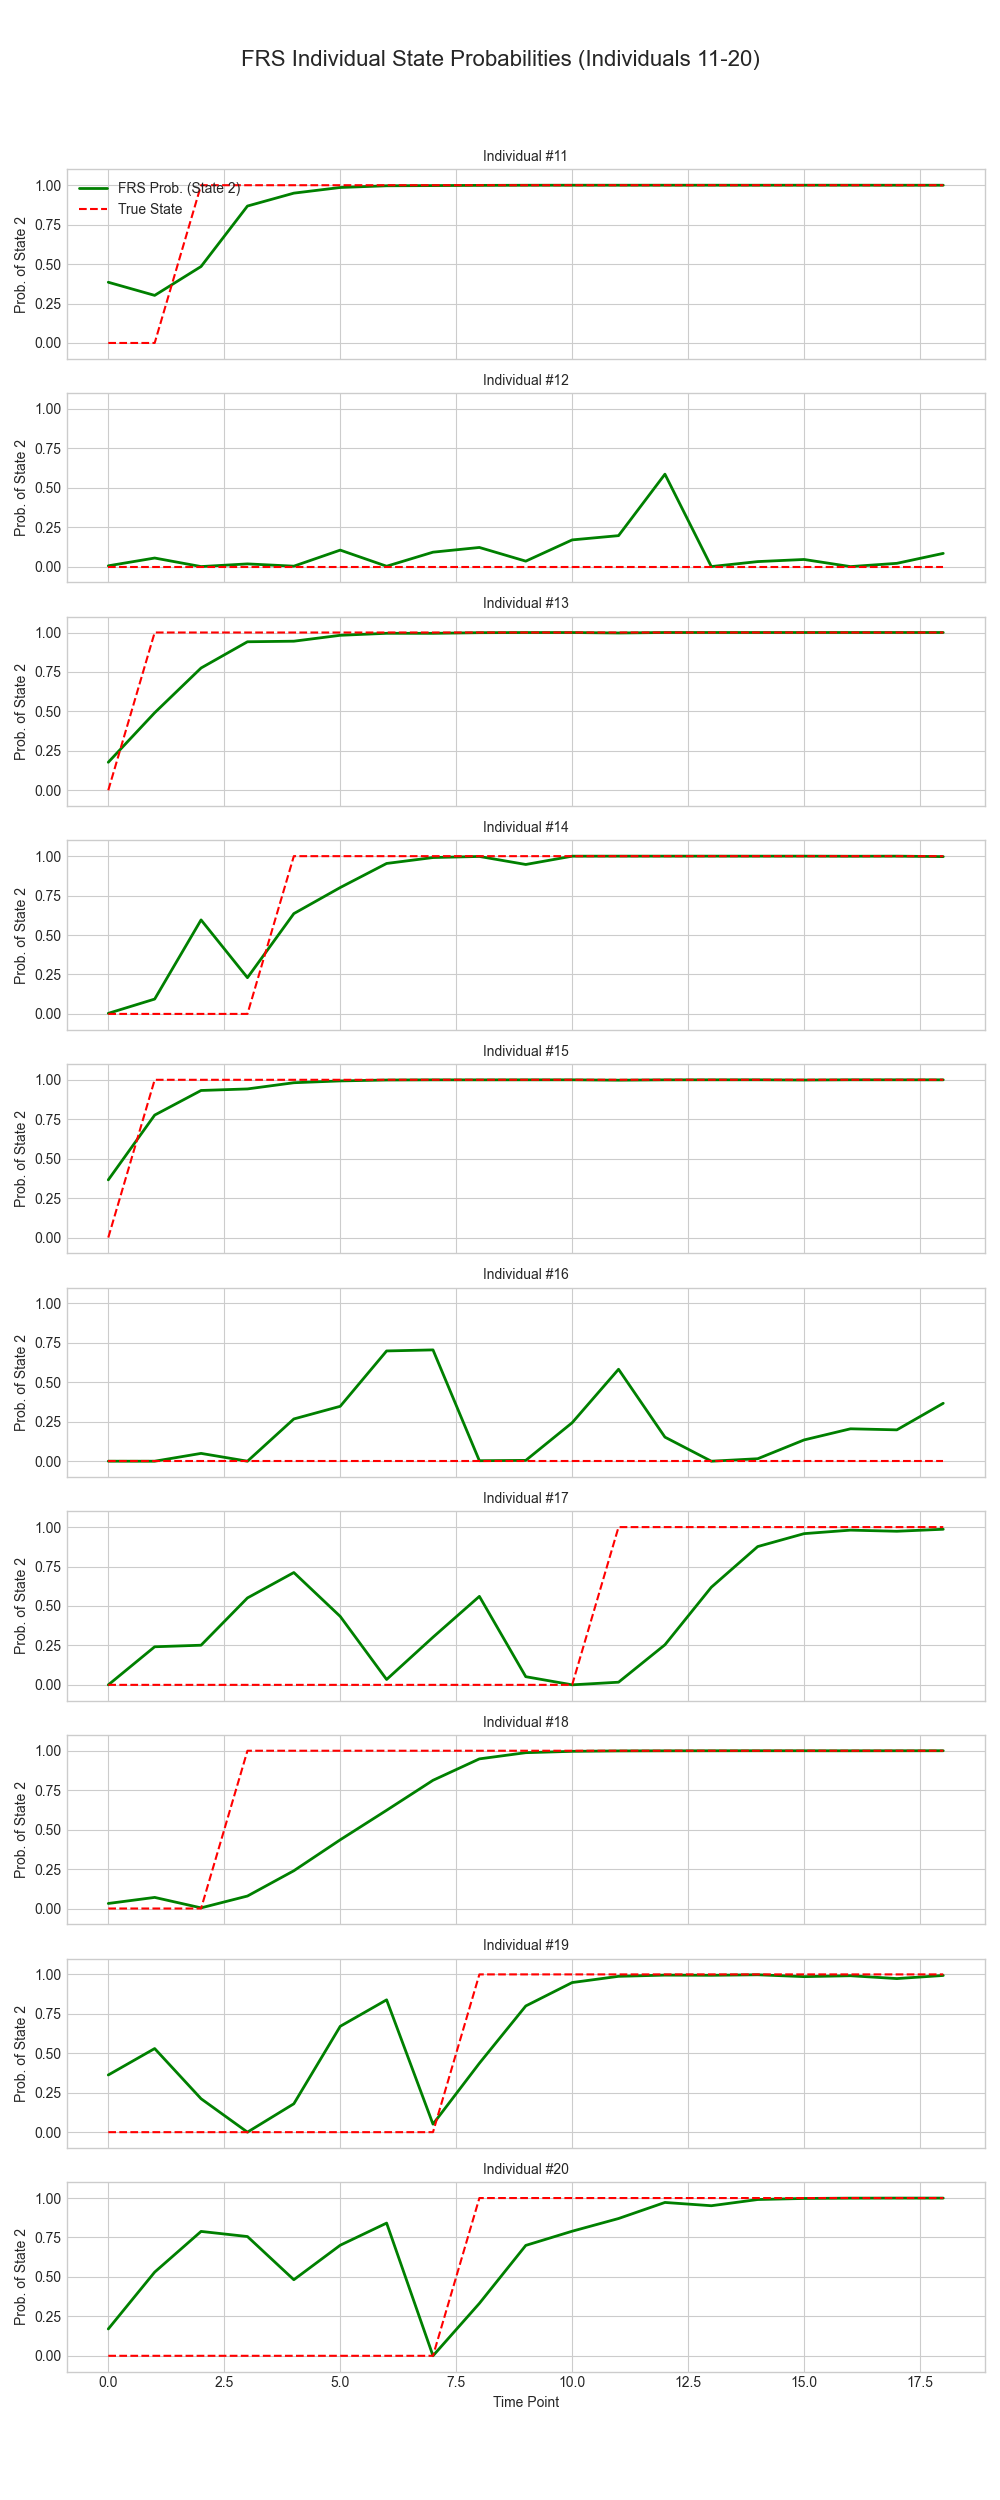 FRS Individual State Probabilities (Individuals 11-20)
Individual #11
FRS Prob. (State 2)
True State
Prob. of State 2
1.00
0.75
0.50
0.25
0.00
Individual #12
Prob. of State 2
1.00
0.75
0.50
0.25
0.00
Individual #13
Prob. of State 2
1.00
0.75
0.50
0.25
0.00
Individual #14
Prob. of State 2
1.00
0.75
0.50
0.25
0.00
Individual #15
Prob. of State 2
1.00
0.75
0.50
0.25
0.00
Individual #16
Prob. of State 2
1.00
0.75
0.50
0.25
0.00
Individual #17
Prob. of State 2
1.00
0.75
0.50
0.25
0.00
Individual #18
Prob. of State 2
1.00
0.75
0.50
0.25
0.00
Individual #19
Prob. of State 2
1.00
0.75
0.50
0.25
0.00
Individual #20
Prob. of State 2
1.00
0.75
0.50
0.25
0.00
0.0 2.5 5.0 7.5 10.0 12.5 15.0 17.5
Time Point